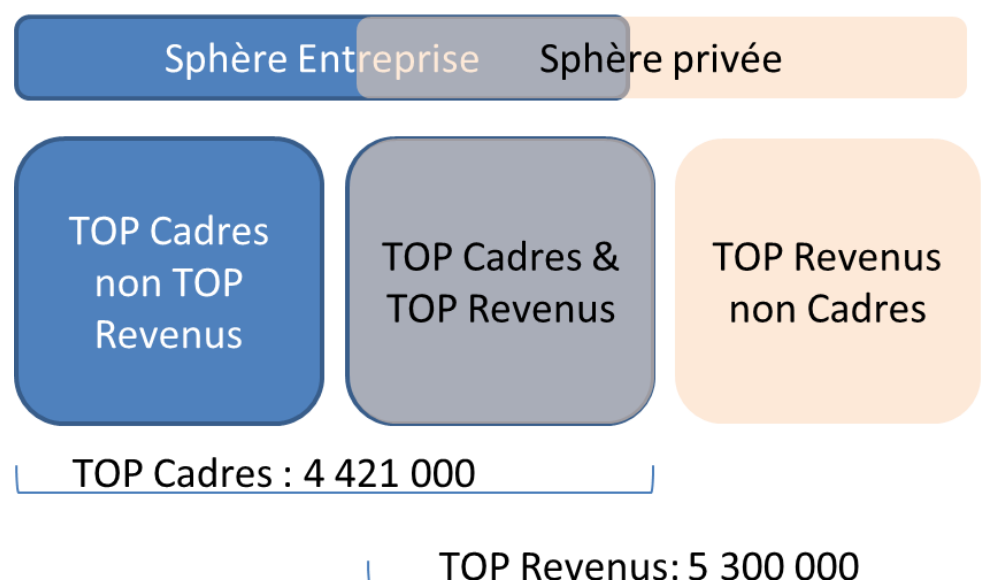 Sphère Entreprise Sphère privée
TOP Cadres
non TOP
Revenus
TOP Cadres &
TOP Revenus
TOP Revenus
non Cadres
TOP Cadres : 4 421 000
TOP Revenus: 5 300 000